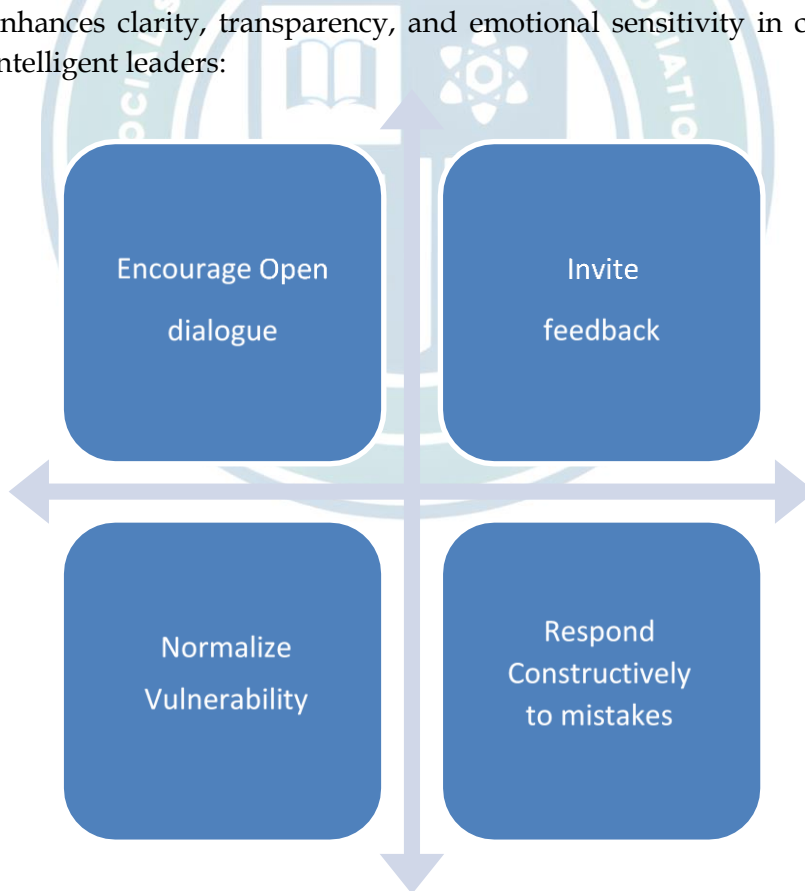 nhances clarity, transparency, and emotional sensitivity in c
ntelligent leaders:
Encourage Open
dialogue
Invite
feedback
Normalize
Vulnerability
Respond
Constructively
to mistakes